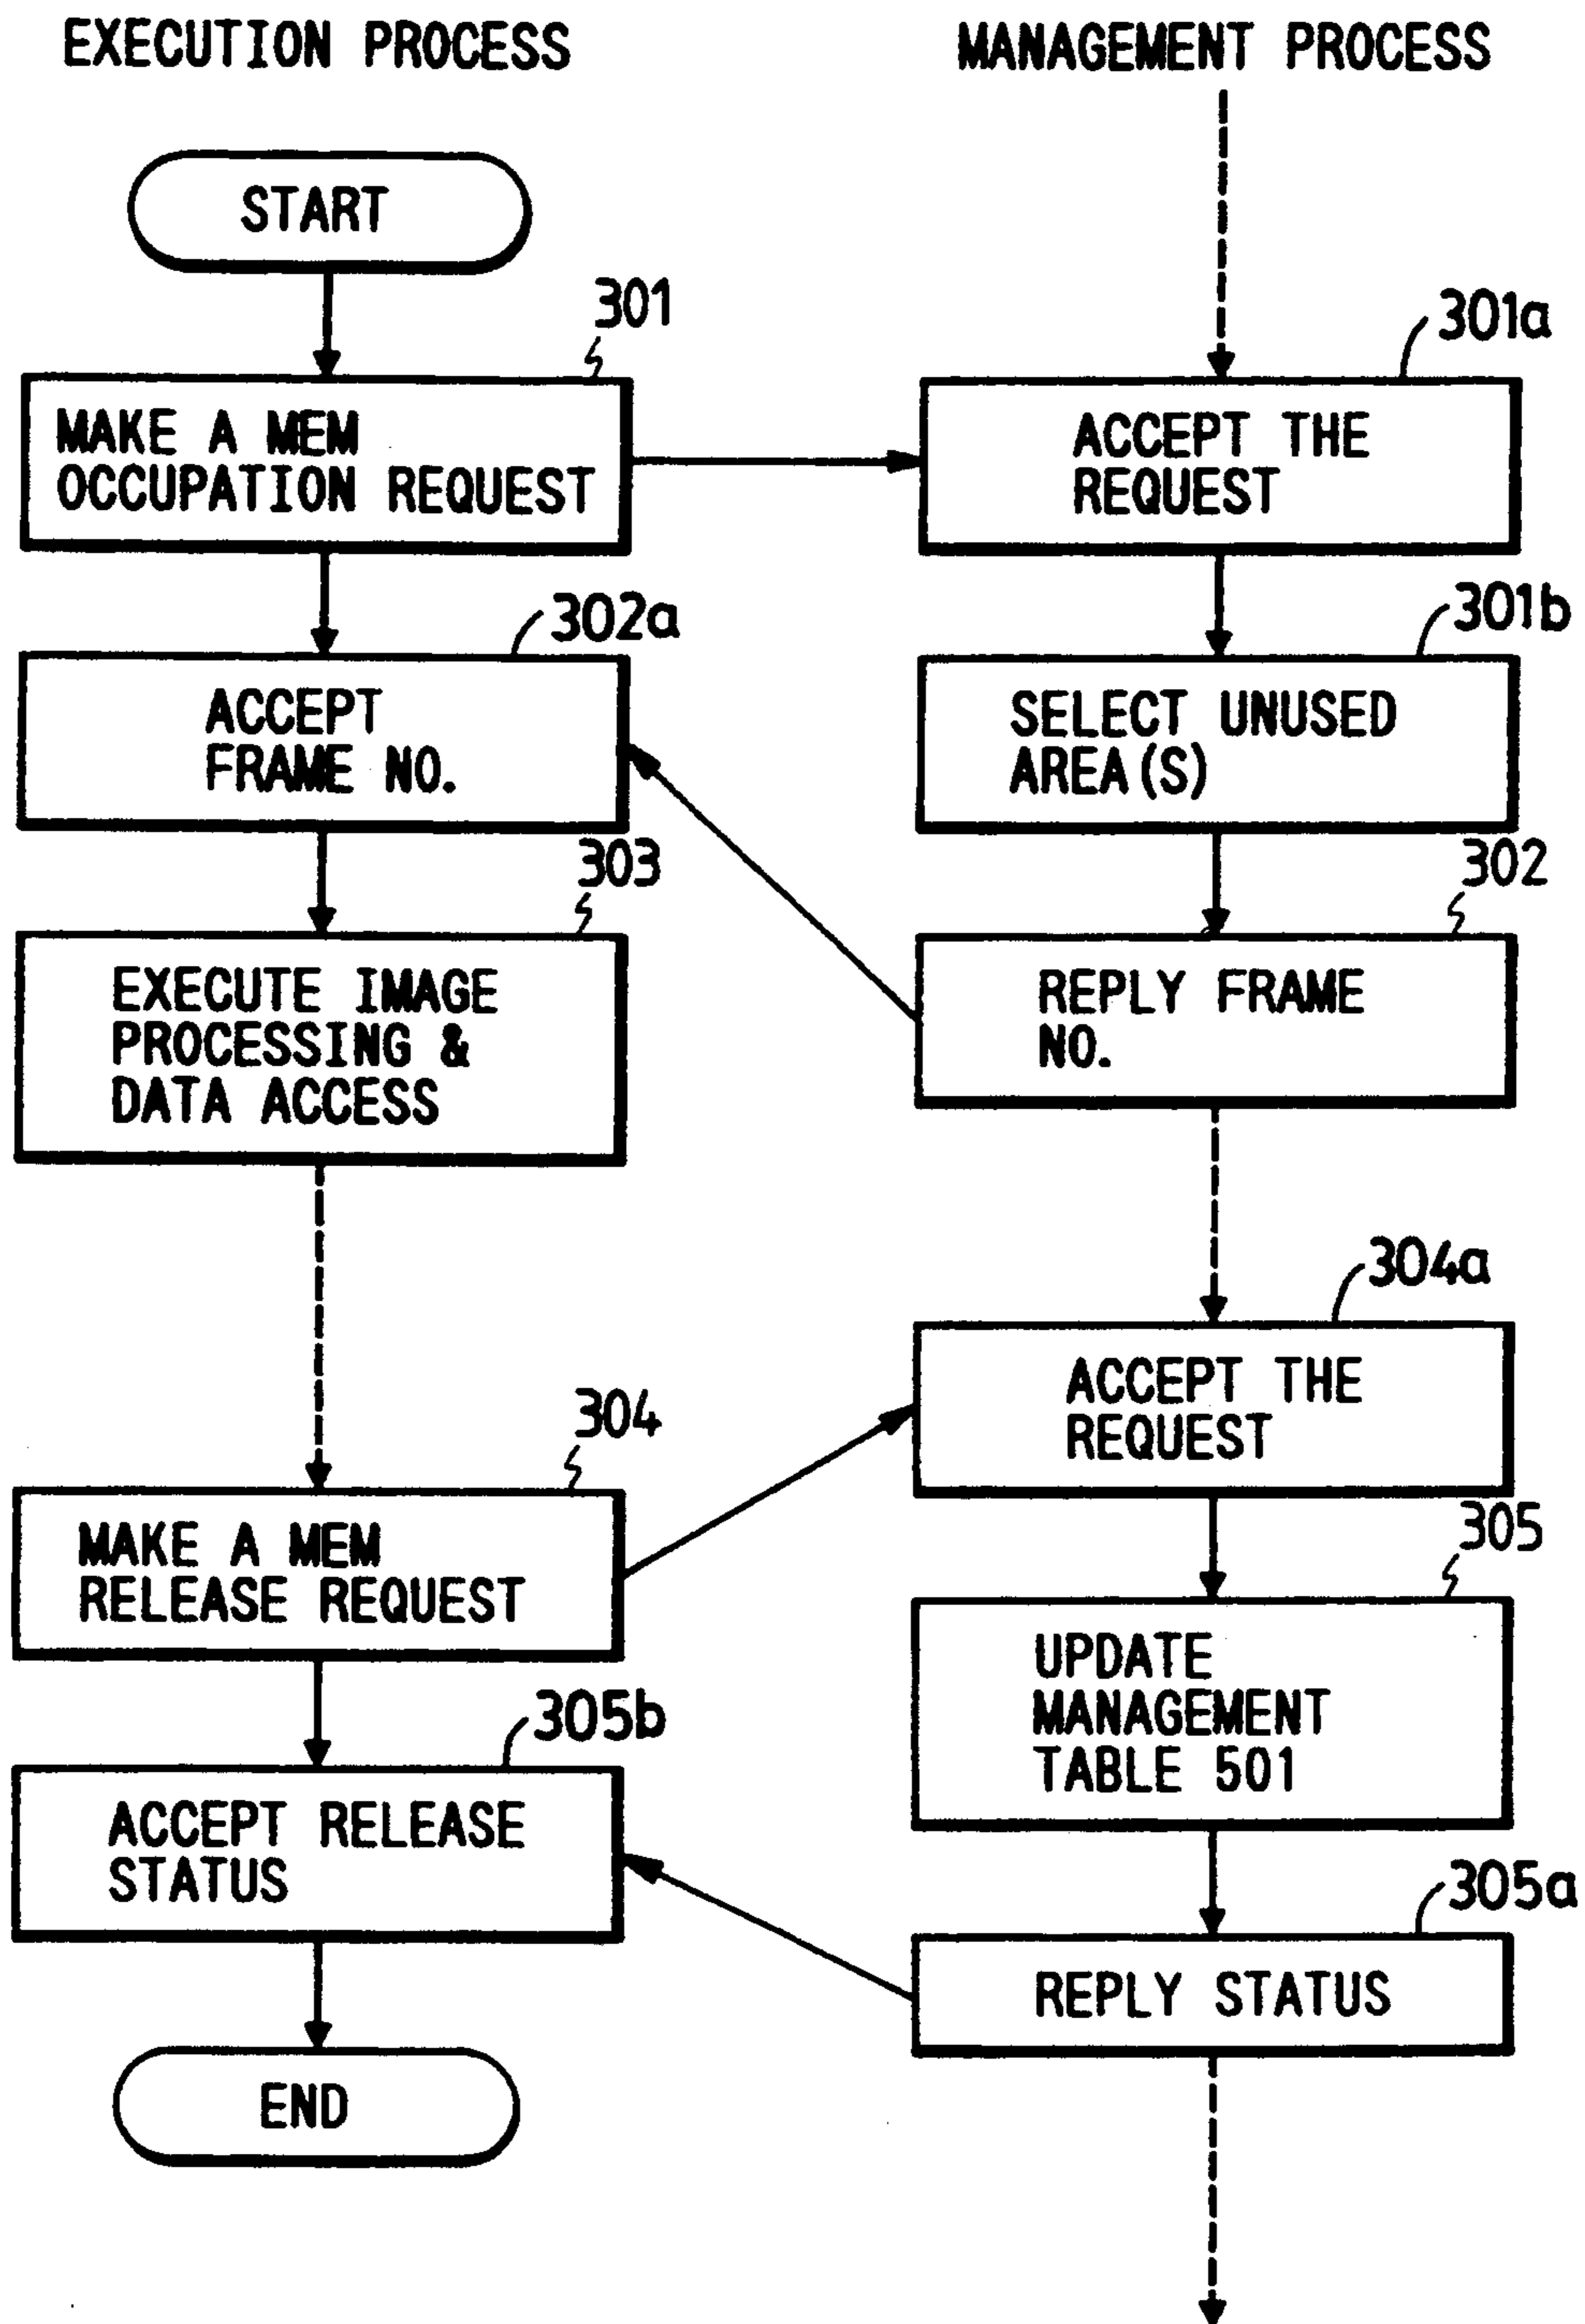 EXECUTION PROCESS
MANAGEMENT PROCESS
START
301
301a
MAKE A MEM
OCCUPATION REQUEST
ACCEPT THE
REQUEST
302a
301b
ACCEPT
FRAME NO.
SELECT UNUSED
AREA(S)
303
302
EXECUTE IMAGE
PROCESSING &
DATA ACCESS
REPLY FRAME
NO.
304a
ACCEPT THE
REQUEST
304
MAKE A MEM
RELEASE REQUEST
305
UPDATE
MANAGEMENT
TABLE 501
305b
ACCEPT RELEASE
STATUS
305a
REPLY STATUS
END